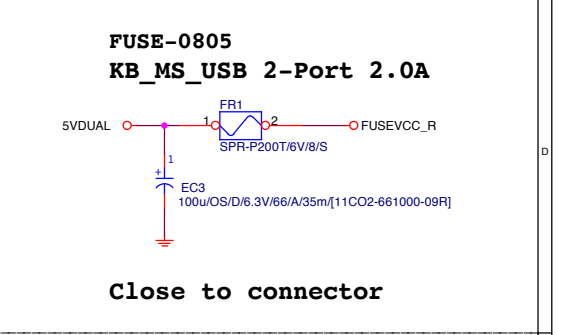 FUSE-0805
KB_MS_USB 2-Port 2.0A
FR1
5VDUAL 1 2 FUSEVCC_R
SPR-P200T/6V/8/S
D
1
+
EC3
100u/OS/D/6.3V/66/A/35m/[11CO2-661000-09R]
Close to connector